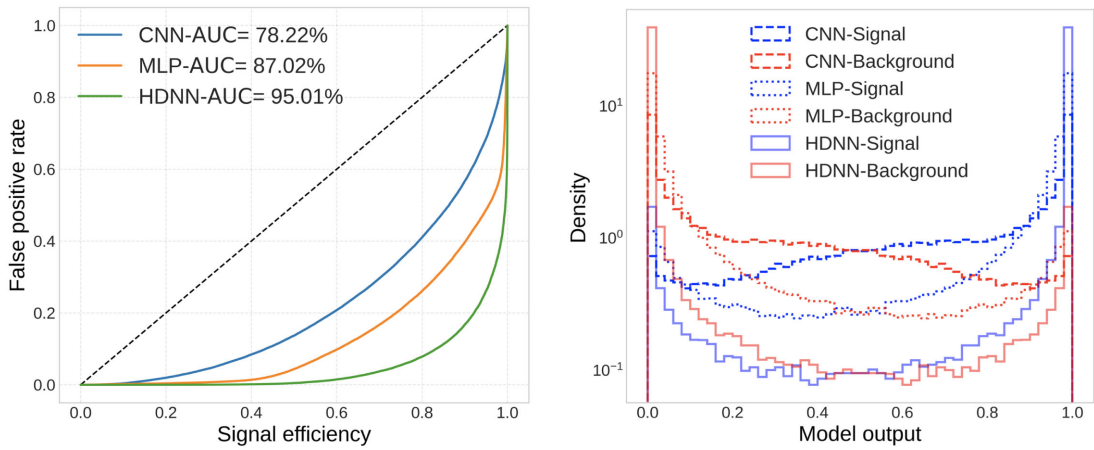 1.0
0.8
0.6
0.4
0.2
0.0
False positive rate
CNN-AUC= 78.22%
MLP-AUC= 87.02%
HDNN-AUC= 95.01%
0.0 0.2 0.4 0.6 0.8 1.0
Signal efficiency
10¹
10⁰
10⁻¹
Density
CNN-Signal
CNN-Background
MLP-Signal
MLP-Background
HDNN-Signal
HDNN-Background
0.0 0.2 0.4 0.6 0.8 1.0
Model output